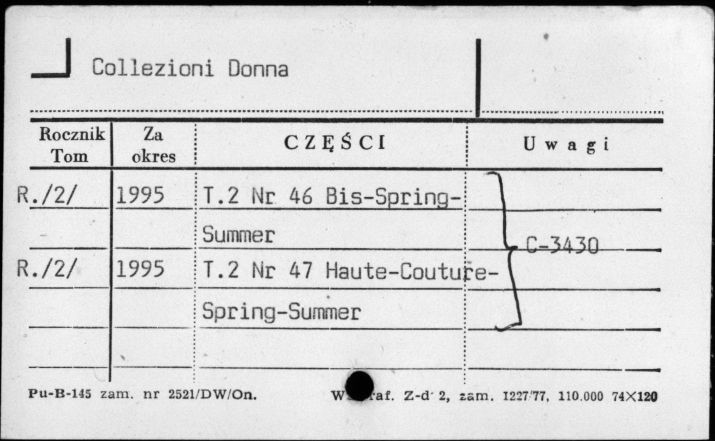 Collezioni Donna
Rocznik Tom Za okres CZĘŚCI Uwagi
R./2/ 1995 T.2 Nr 46 Bis-Spring-
Summer
C-3430
R./2/ 1995 T.2 Nr 47 Haute-Couture-
Spring-Summer
Pu-B-145 zam. nr 2521/DW/On. Z-d 2, zam. 1227/77, 110.000 74×120